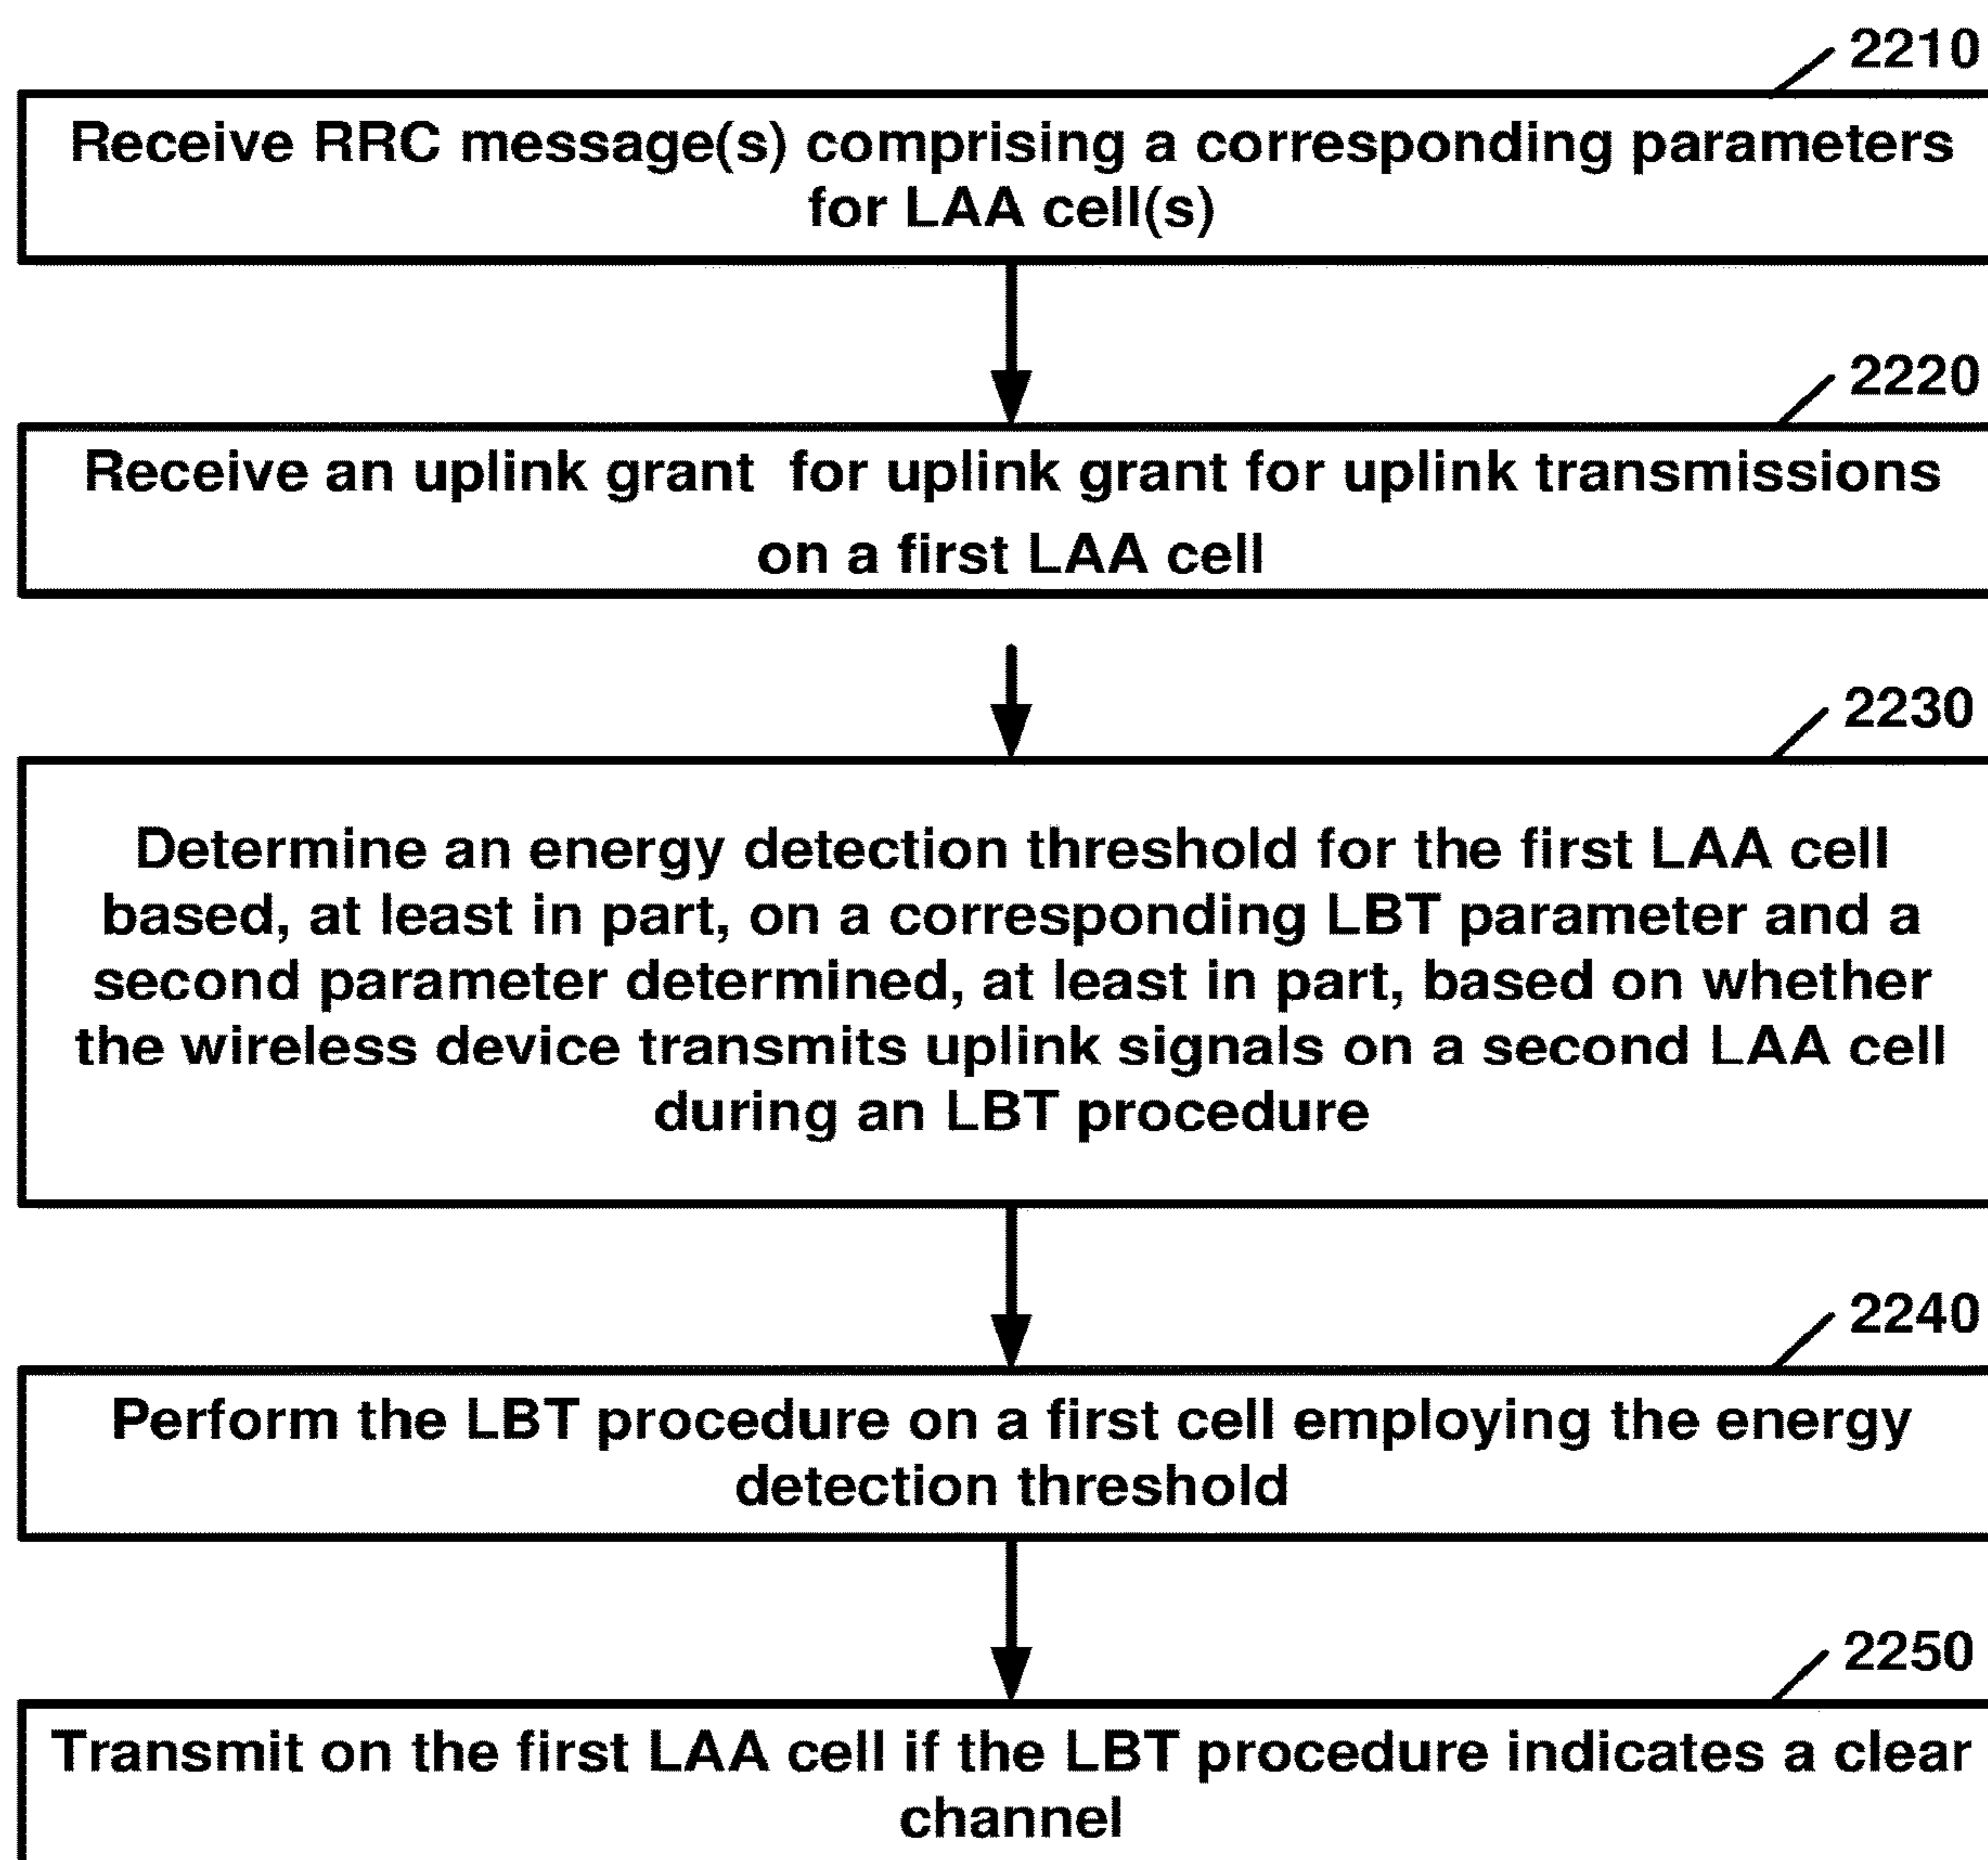 2210
Receive RRC message(s) comprising a corresponding parameters
for LAA cell(s)
2220
Receive an uplink grant  for uplink grant for uplink transmissions
on a first LAA cell
2230
Determine an energy detection threshold for the first LAA cell
based, at least in part, on a corresponding LBT parameter and a
second parameter determined, at least in part, based on whether
the wireless device transmits uplink signals on a second LAA cell
during an LBT procedure
2240
Perform the LBT procedure on a first cell employing the energy
detection threshold
2250
Transmit on the first LAA cell if the LBT procedure indicates a clear
channel